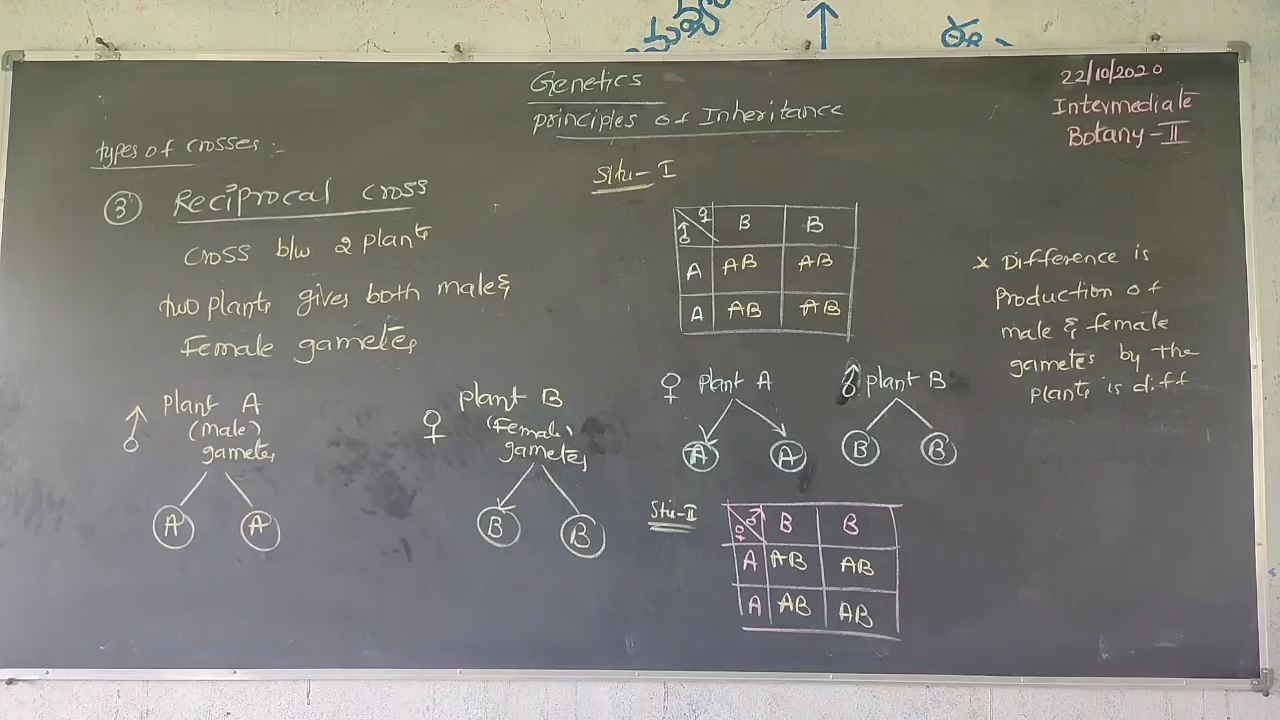 Genetics
principles of Inheritance
22/10/2020
Intermediate
Botany-II
types of crosses :-
③ Reciprocal cross
cross b/w 2 plants
two plants gives both male &
Female gametes
♂ plant A
(male)
gametes
A A
♀ plant B
(female)
gametes
B B
Situ-I
♂ ♀ B B
A AB AB
A AB AB
♀ plant A ♂ plant B
A A B B
Situ-II
♀ ♂ B B
A AB AB
A AB AB
* Difference is
Production of
male & female
gametes by the
plants is diff